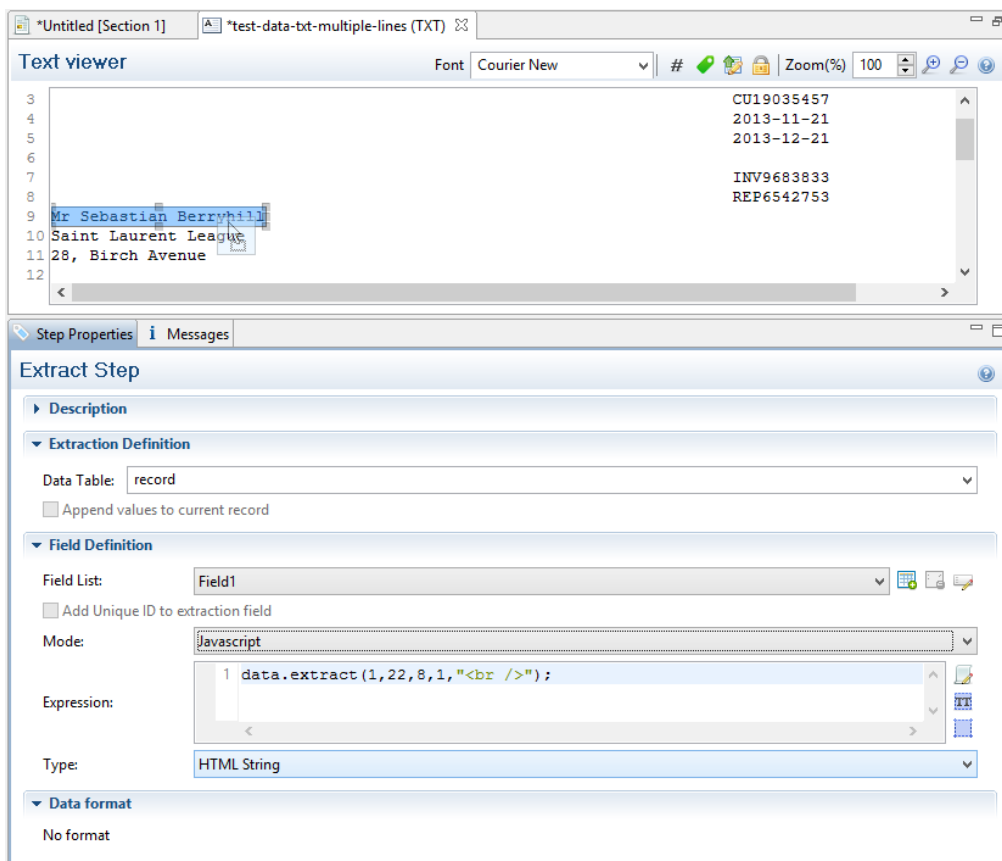 *Untitled [Section 1] *test-data-txt-multiple-lines (TXT)
Text viewer Font Courier New # Zoom(%) 100
3 CU19035457
4 2013-11-21
5 2013-12-21
6
7 INV9683833
8 REP6542753
9 Mr Sebastian Berryhill
10 Saint Laurent League
11 28, Birch Avenue
12
Step Properties i Messages
Extract Step
Description
Extraction Definition
Data Table: record
Append values to current record
Field Definition
Field List: Field1
Add Unique ID to extraction field
Mode: Javascript
1 data.extract(1,22,8,1,"<br />");
Expression:
Type: HTML String
Data format
No format